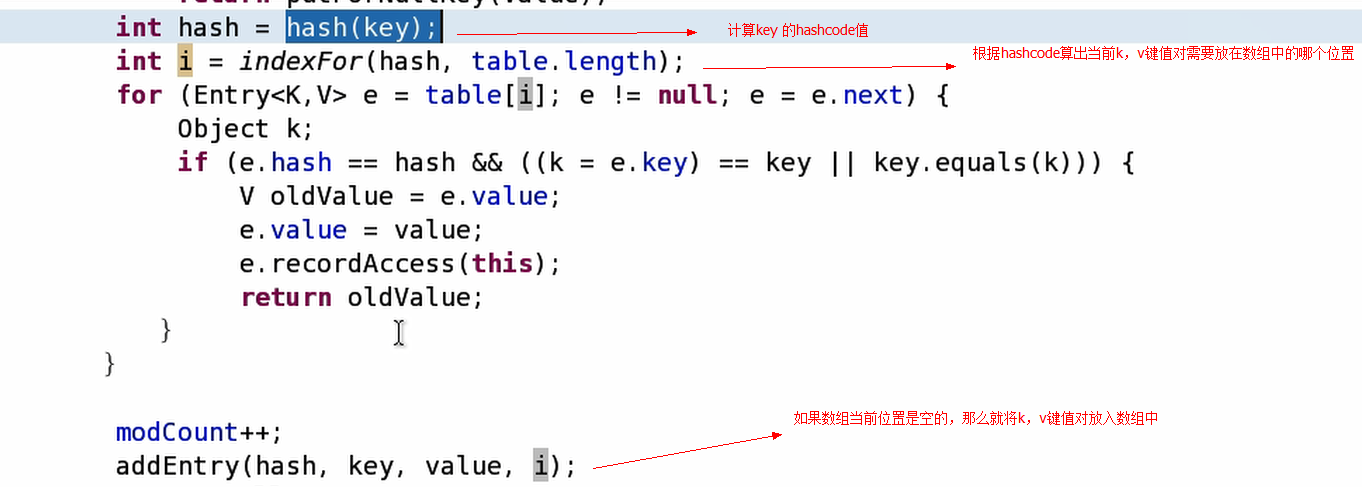 return putForNullKey(value);
int hash = hash(key);
计算key 的hashcode值
int i = indexFor(hash, table.length);
根据hashcode算出当前k，v键值对需要放在数组中的哪个位置
for (Entry<K,V> e = table[i]; e != null; e = e.next) {
Object k;
if (e.hash == hash && ((k = e.key) == key || key.equals(k))) {
V oldValue = e.value;
e.value = value;
e.recordAccess(this);
return oldValue;
}
}
如果数组当前位置是空的，那么就将k，v键值对放入数组中
modCount++;
addEntry(hash, key, value, i);